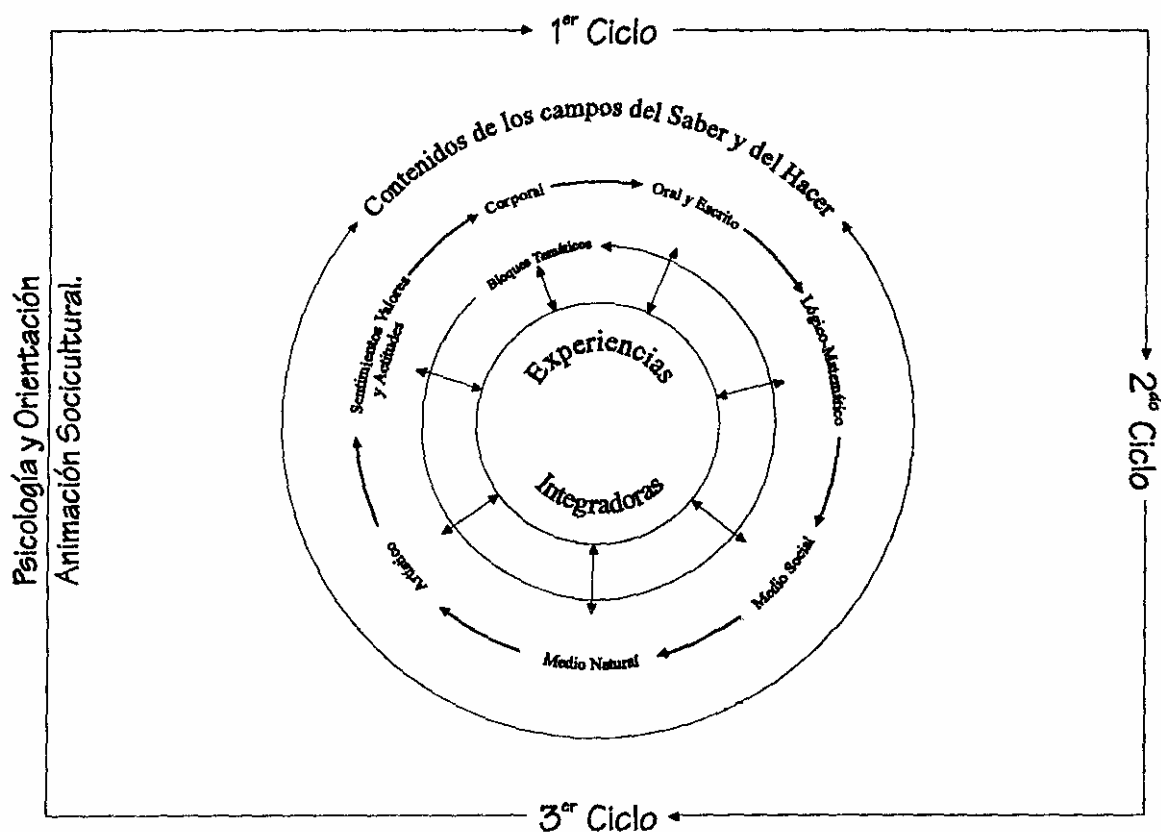 1er Ciclo
Contenidos de los campos del Saber y del Hacer
Corporal
Oral y Escrito
Bloques Temáticos
Sentimientos Valores
y Actitudes
Lógico-Matemático
Experiencias
Integradoras
Psicología y Orientación
Animación Socicultural.
2do Ciclo
Artístico
Medio Social
Medio Natural
3er Ciclo